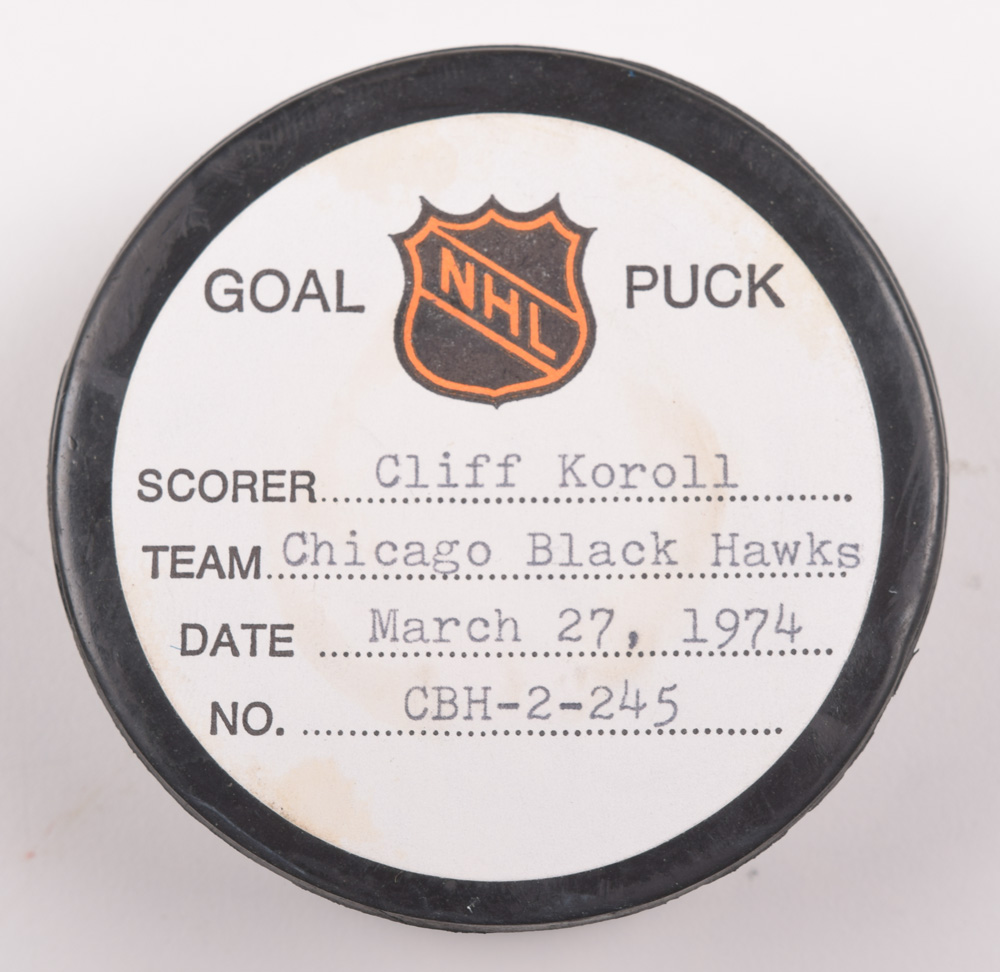 GOAL NHL PUCK
SCORER Cliff Koroll
TEAM Chicago Black Hawks
DATE March 27, 1974
NO. CBH-2-245